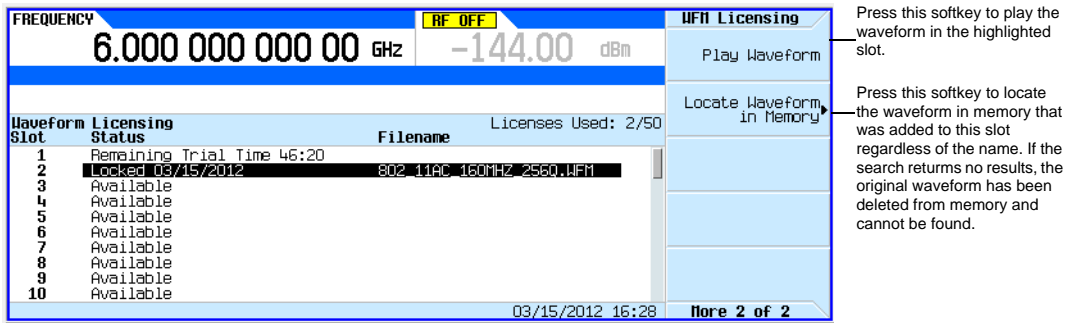 FREQUENCY
RF OFF
6.000 000 000 00 GHz
-144.00 dBm
Waveform Licensing
Licenses Used: 2/50
Slot Status Filename
1 Remaining Trial Time 46:20
2 Locked 03/15/2012 802_11AC_160MHZ_256Q.WFM
3 Available
4 Available
5 Available
6 Available
7 Available
8 Available
9 Available
10 Available
03/15/2012 16:28
WFM Licensing
Play Waveform
Locate Waveform
in Memory
More 2 of 2
Press this softkey to play the
waveform in the highlighted
slot.
Press this softkey to locate
the waveform in memory that
was added to this slot
regardless of the name. If the
search returms no results, the
original waveform has been
deleted from memory and
cannot be found.